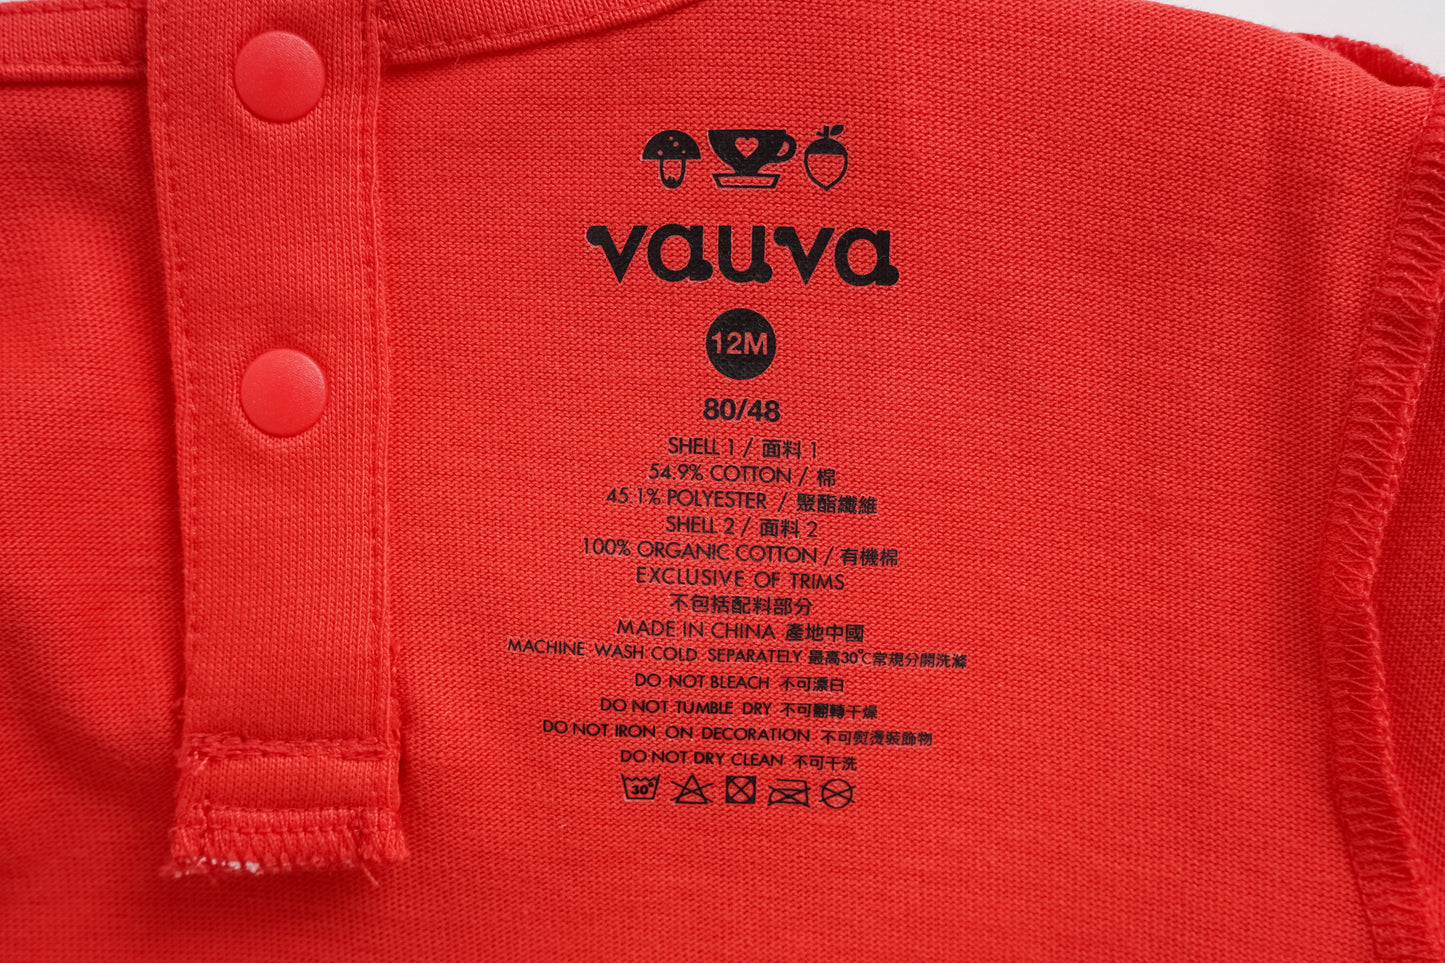 vauva
12M
80/48
SHELL 1 / 面料 1
54.9% COTTON / 棉
45.1% POLYESTER / 聚酯纖維
SHELL 2 / 面料 2
100% ORGANIC COTTON / 有機棉
EXCLUSIVE OF TRIMS
不包括配料部分
MADE IN CHINA 產地中國
MACHINE WASH COLD SEPARATELY 最高30℃常規分開洗滌
DO NOT BLEACH 不可漂白
DO NOT TUMBLE DRY 不可翻轉干燥
DO NOT IRON ON DECORATION 不可熨燙裝飾物
DO NOT DRY CLEAN 不可干洗
30°